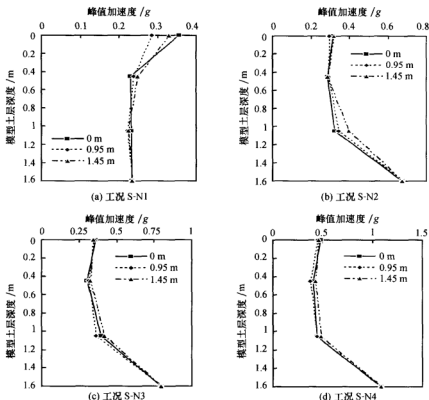 峰值加速度 /g
0 0.1 0.2 0.3 0.4
0
0.2
0.4
0.6
0.8
1.0
1.2
1.4
1.6
模型土层深度 /m
0 m
0.95 m
1.45 m
(a) 工况 S-N1
峰值加速度 /g
0 0.2 0.4 0.6 0.8
0
0.2
0.4
0.6
0.8
1
1.2
1.4
1.6
模型土层深度 /m
0 m
0.95 m
1.45 m
(b) 工况 S-N2
峰值加速度 /g
0 0.25 0.5 0.75 1
0
0.2
0.4
0.6
0.8
1
1.2
1.4
1.6
模型土层深度 /m
0 m
0.95 m
1.45 m
(c) 工况 S-N3
峰值加速度 /g
0 0.5 1 1.5
0
0.2
0.4
0.6
0.8
1
1.2
1.4
1.6
模型土层深度 /m
0 m
0.95 m
1.45 m
(d) 工况 S-N4